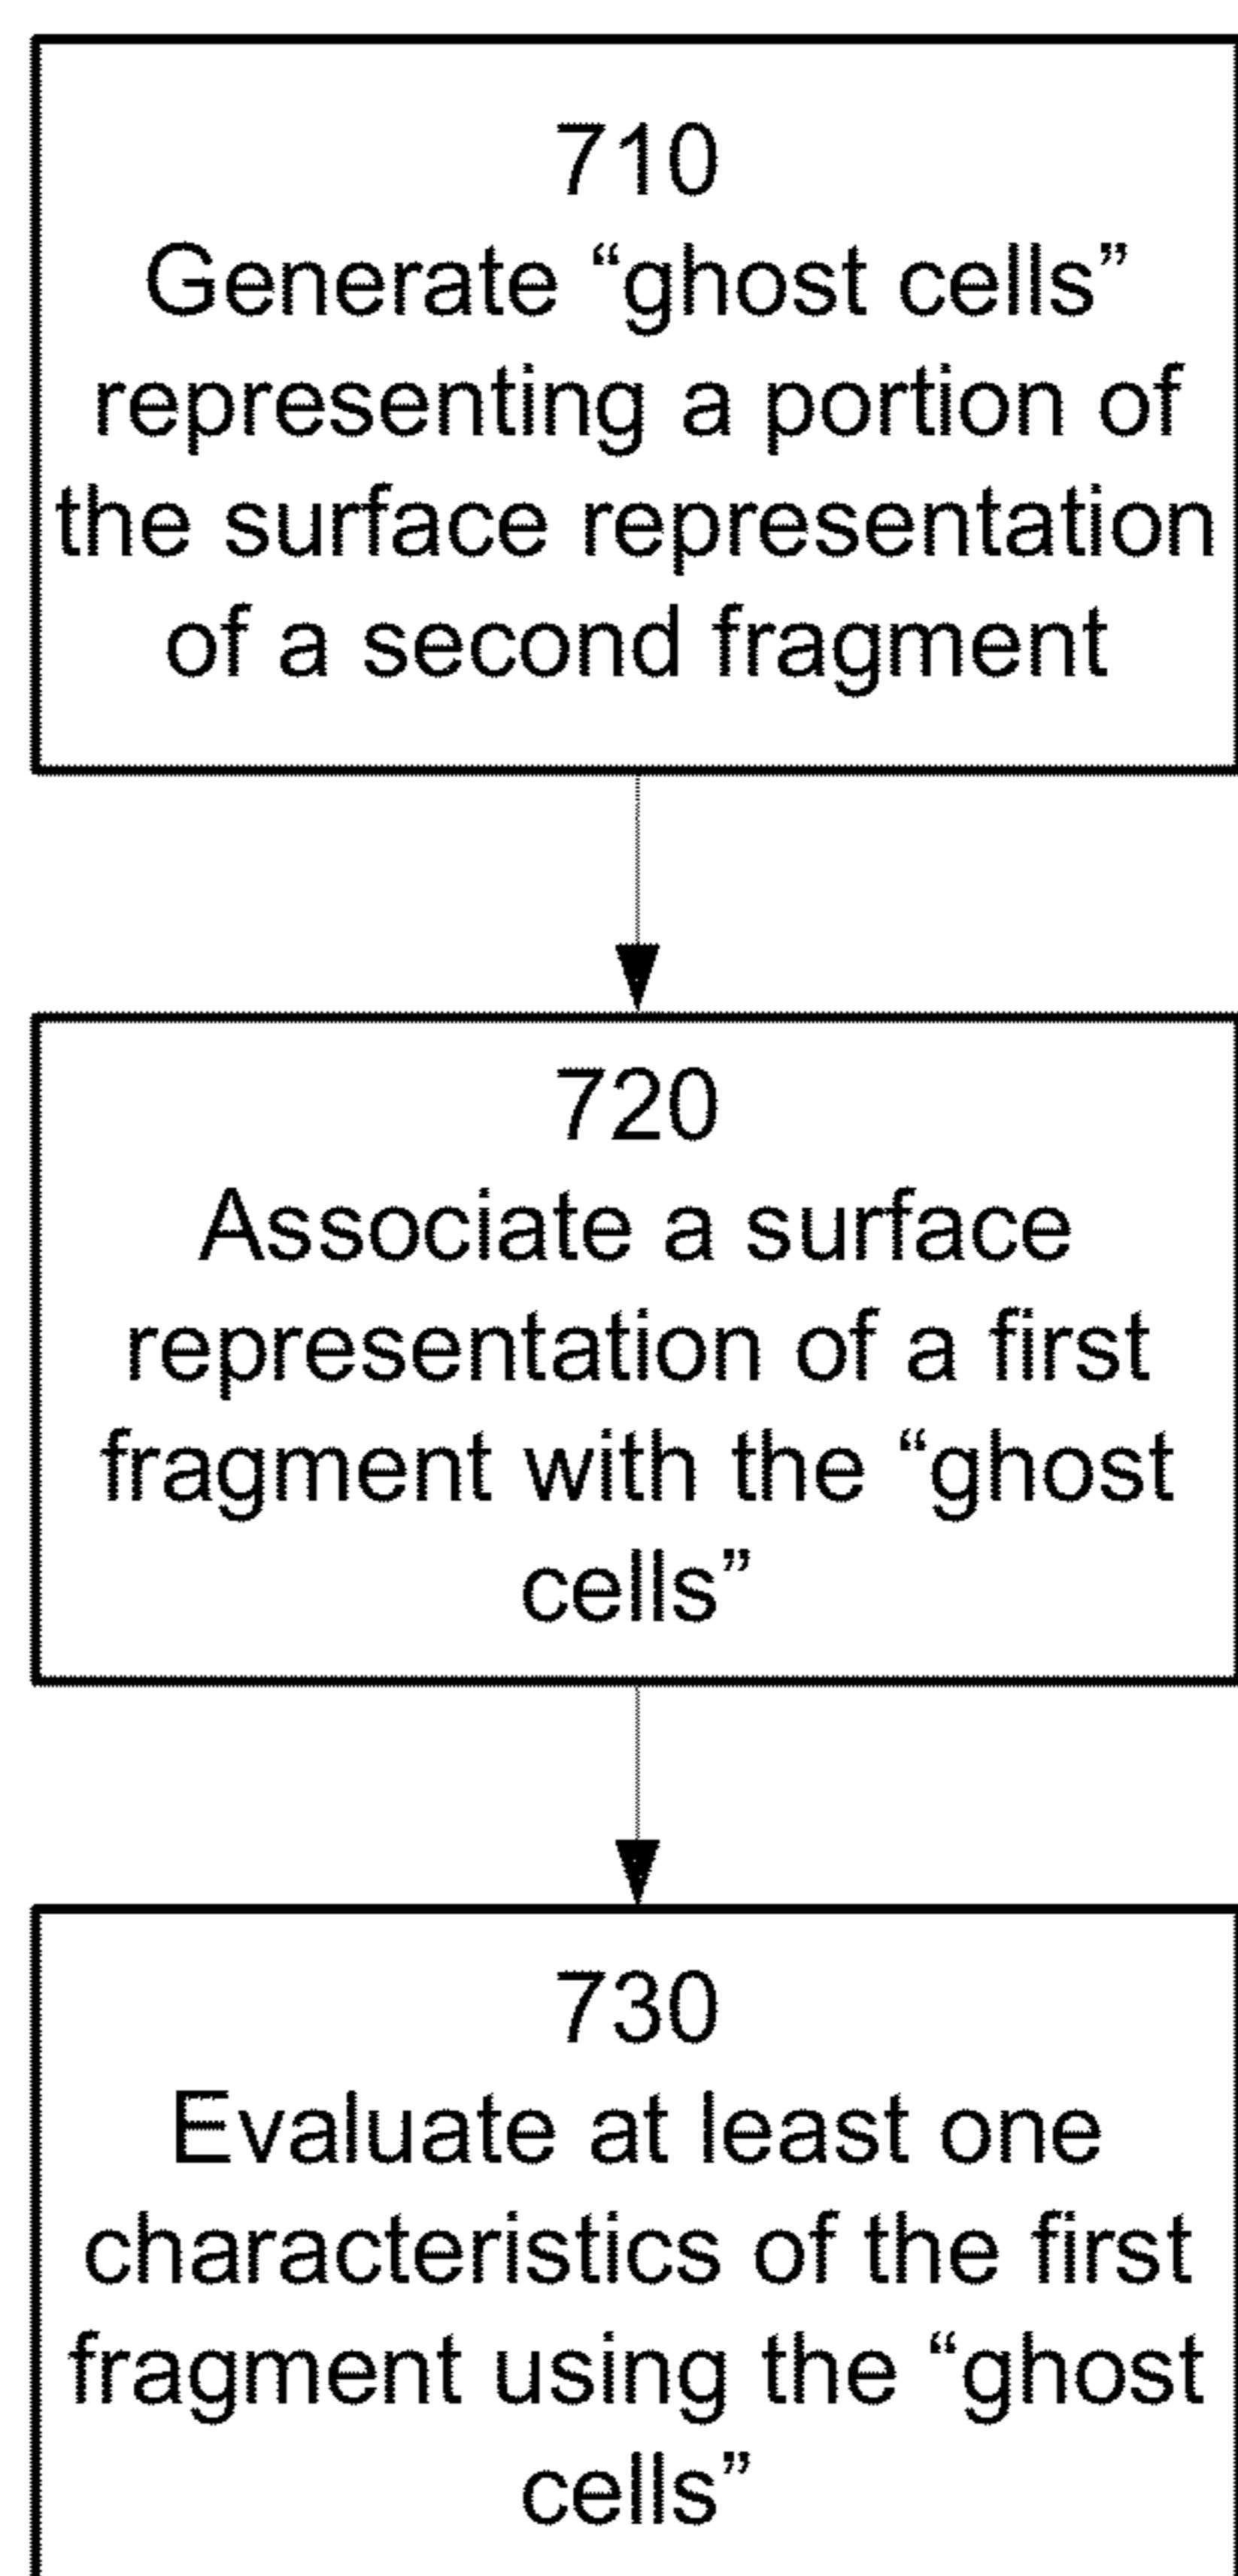 710
Generate “ghost cells”
representing a portion of
the surface representation
of a second fragment
720
Associate a surface
representation of a first
fragment with the “ghost
cells”
730
Evaluate at least one
characteristics of the first
fragment using the “ghost
cells”